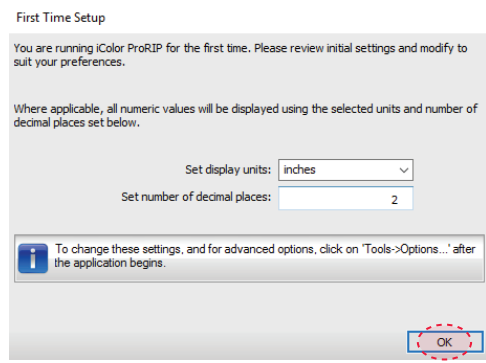 First Time Setup
You are running iColor ProRIP for the first time. Please review initial settings and modify to
suit your preferences.
Where applicable, all numeric values will be displayed using the selected units and number of
decimal places set below.
Set display units: inches
Set number of decimal places: 2
To change these settings, and for advanced options, click on 'Tools->Options...' after
the application begins.
OK